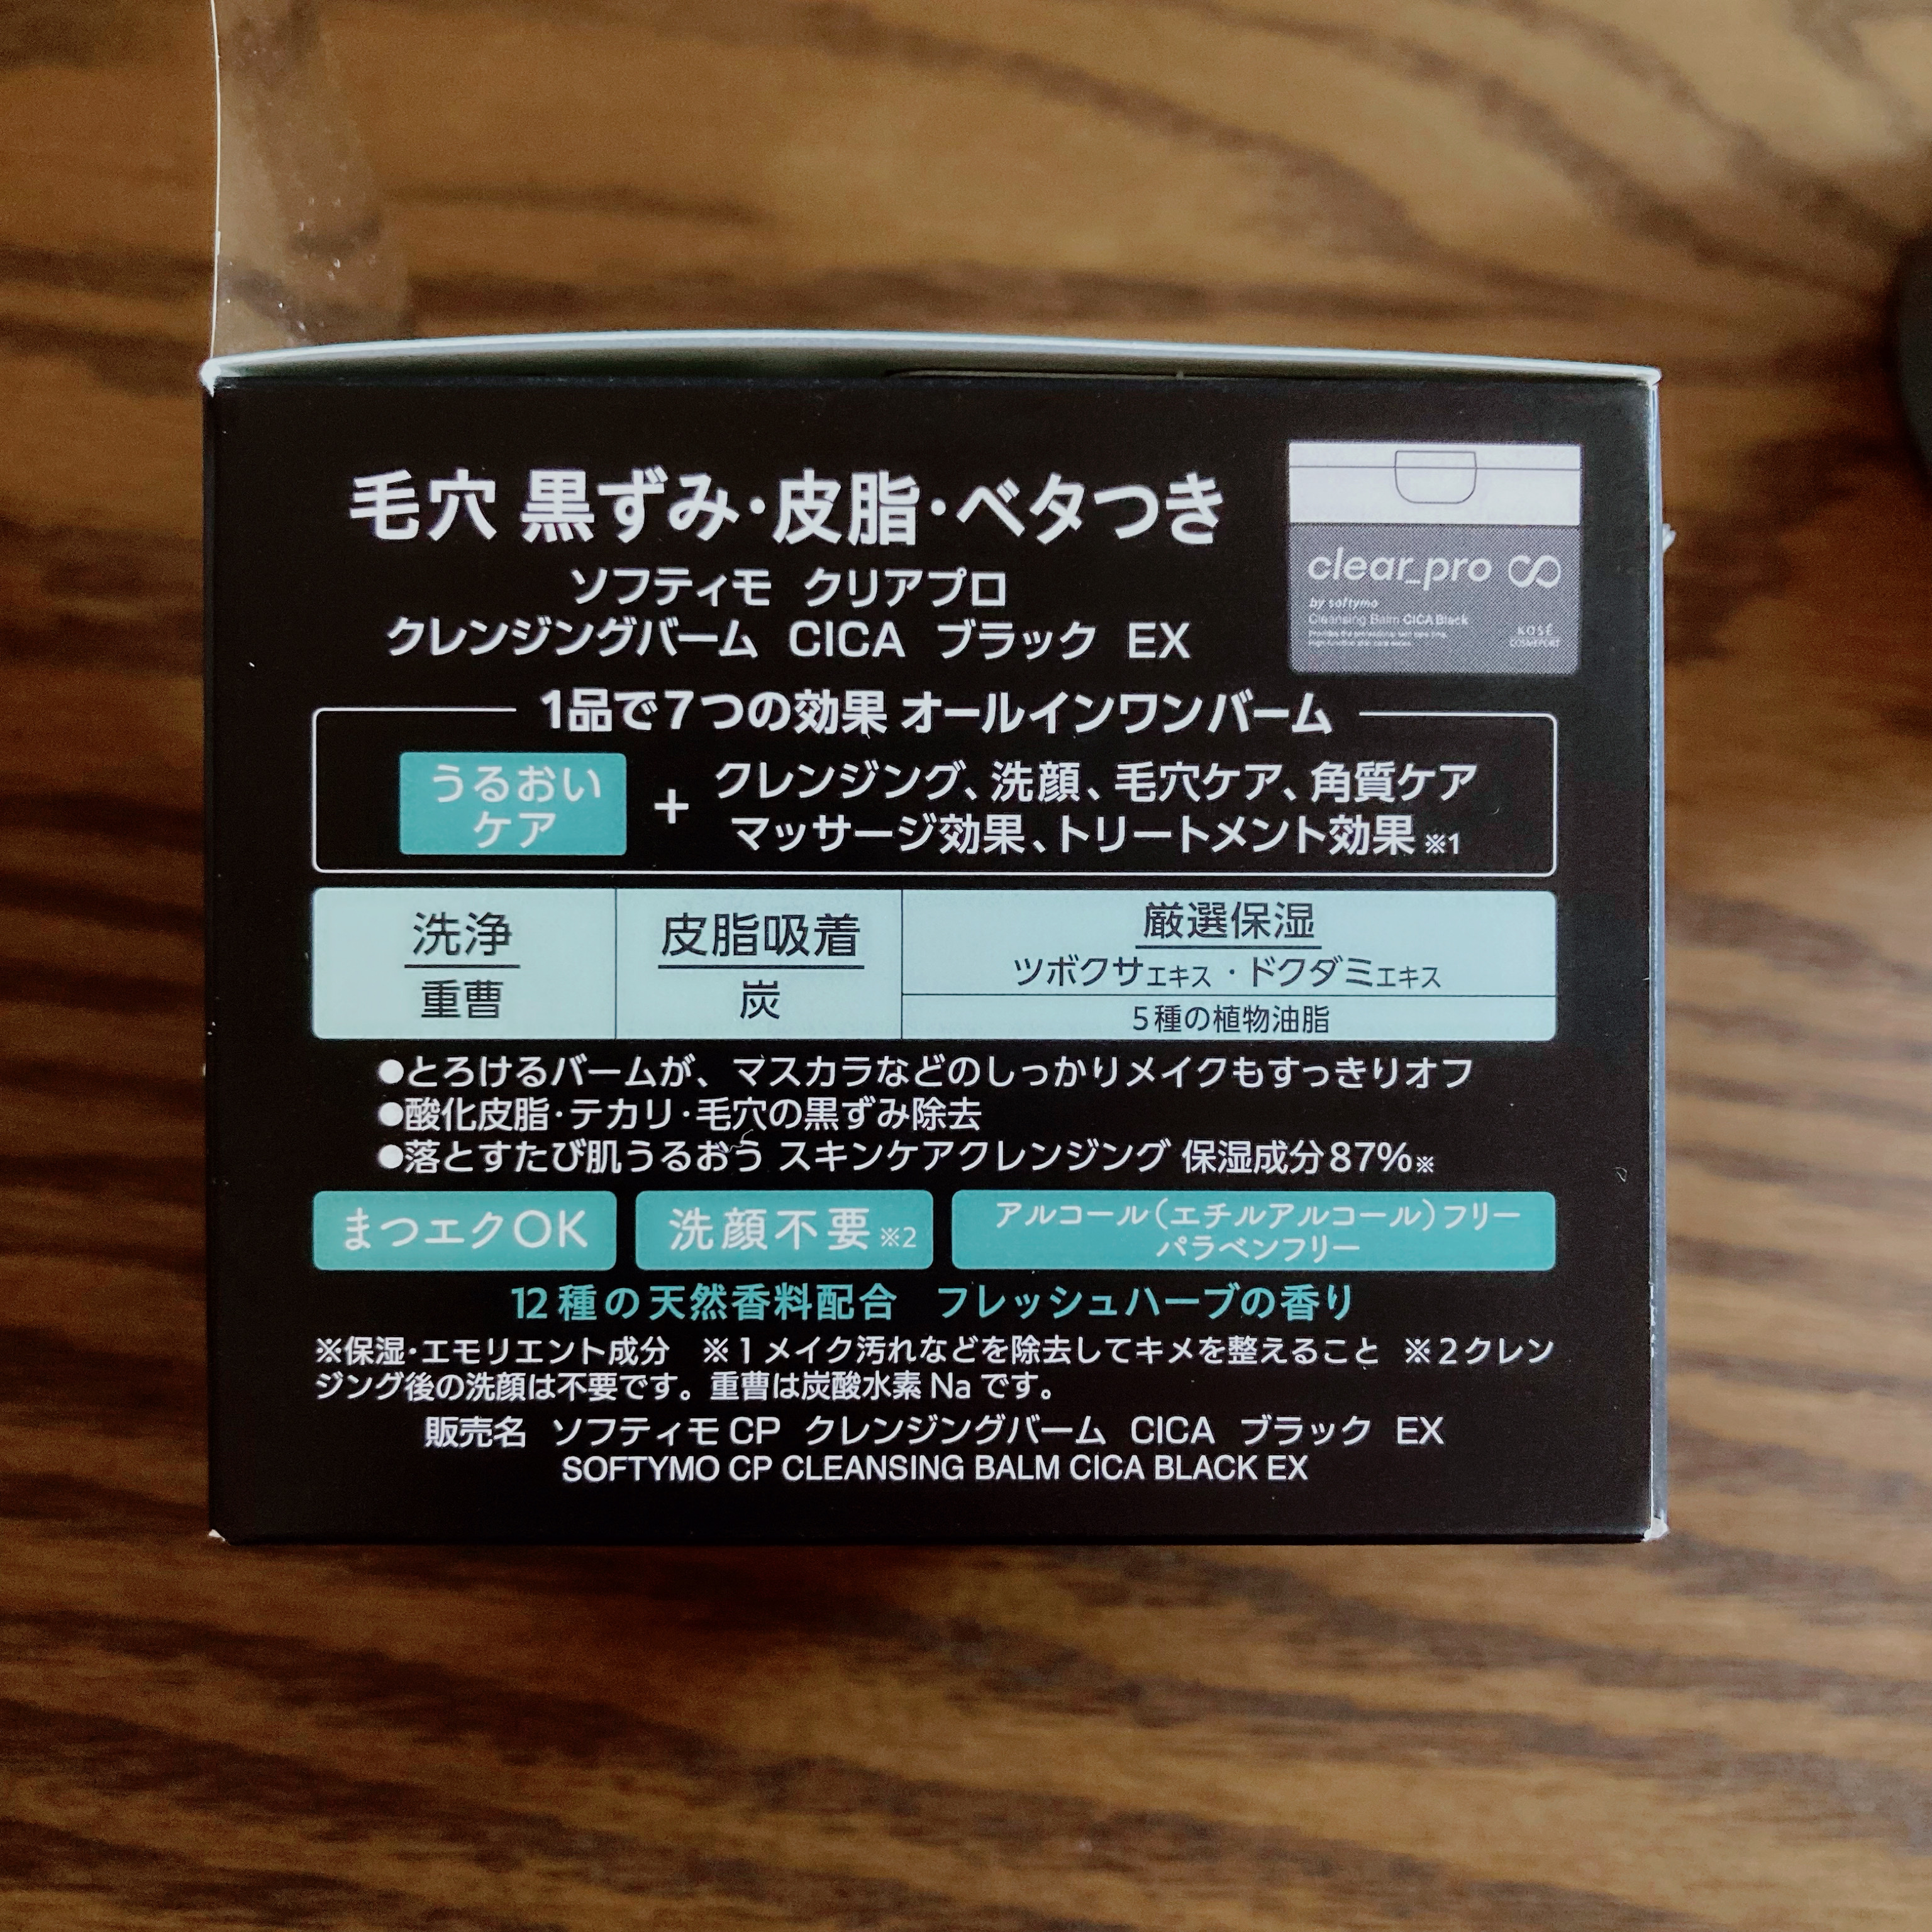 毛穴 黒ずみ・皮脂・ベタつき
ソフティモ クリアプロ
クレンジングバーム CICA ブラック EX
clear_pro
by softymo
Cleansing Balm CICA Black
KOSÉ
COSMEPORT
1品で7つの効果 オールインワンバーム
うるおい
ケア
+
クレンジング、洗顔、毛穴ケア、角質ケア
マッサージ効果、トリートメント効果 ※1
洗浄
重曹
皮脂吸着
炭
厳選保湿
ツボクサエキス・ドクダミエキス
5種の植物油脂
●とろけるバームが、マスカラなどのしっかりメイクもすっきりオフ
●酸化皮脂・テカリ・毛穴の黒ずみ除去
●落とすたび肌うるおう スキンケアクレンジング 保湿成分87%※
まつエクOK
洗顔不要※2
アルコール(エチルアルコール)フリー
パラベンフリー
12種の天然香料配合 フレッシュハーブの香り
※保湿・エモリエント成分 ※1メイク汚れなどを除去してキメを整えること ※2クレン
ジング後の洗顔は不要です。重曹は炭酸水素Naです。
販売名 ソフティモCP クレンジングバーム CICA ブラック EX
SOFTYMO CP CLEANSING BALM CICA BLACK EX